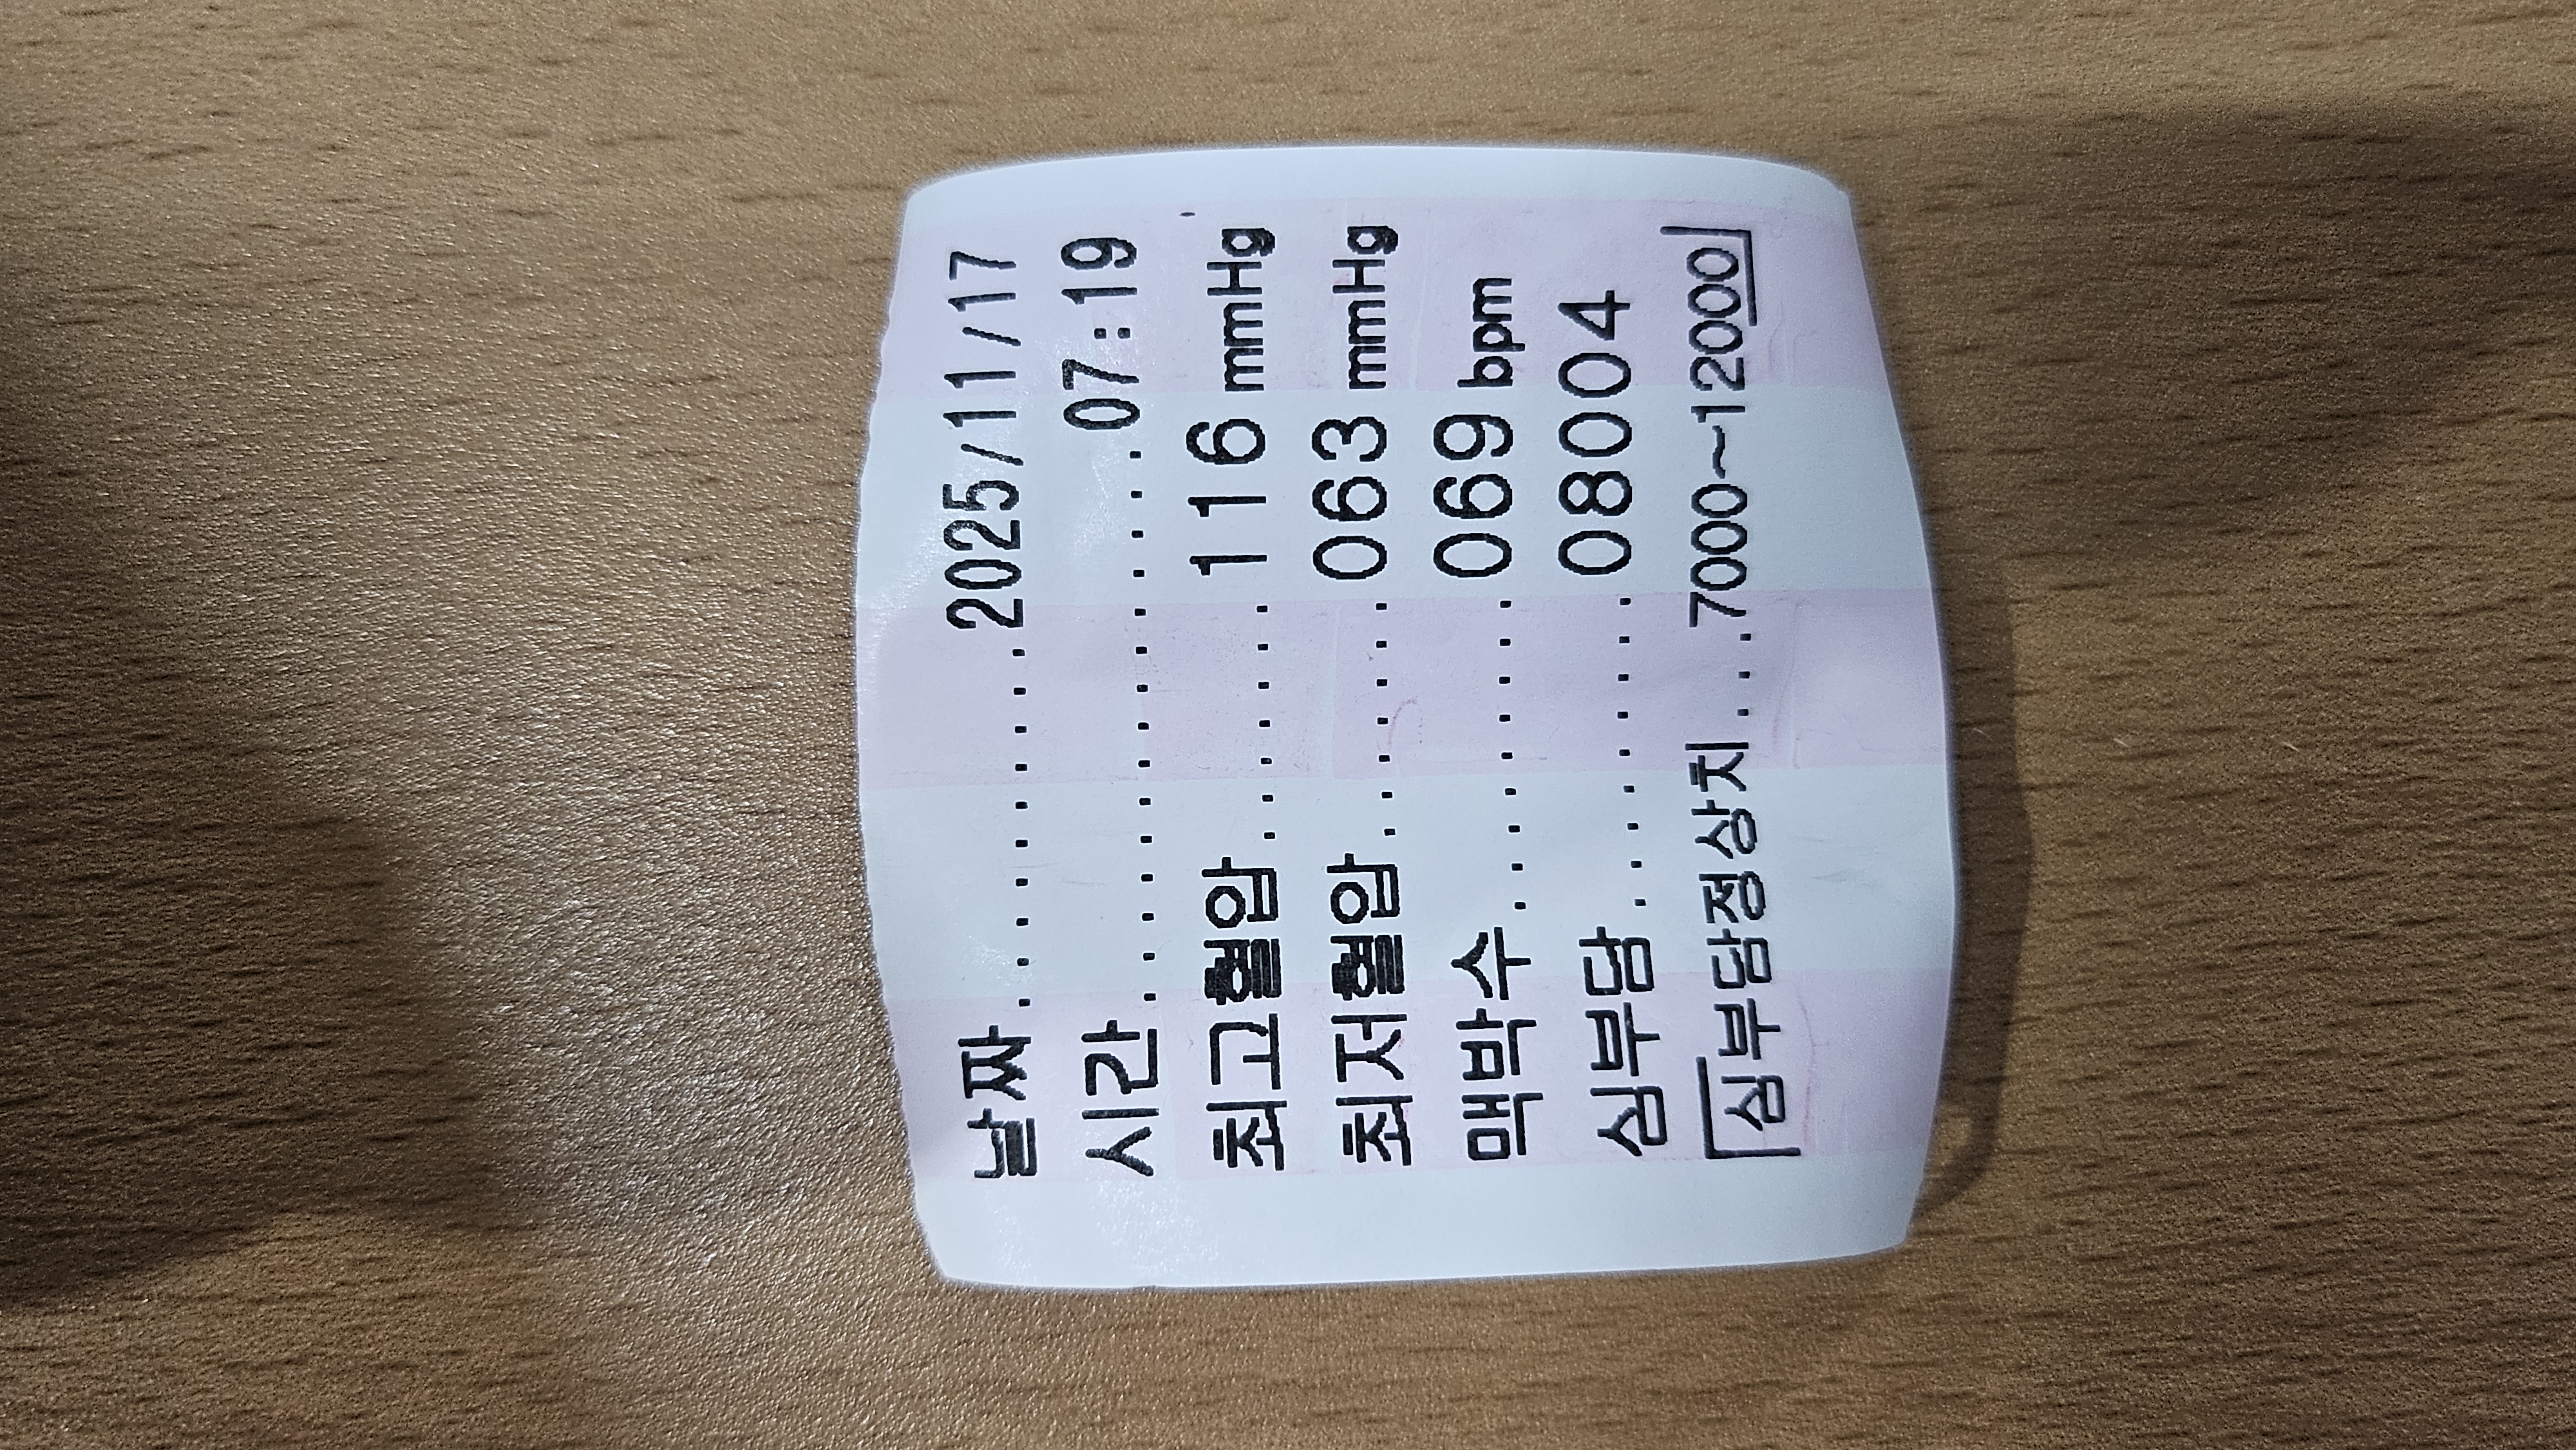 날짜..........2025/11/17
시간...............07:19
최고혈압.......116 mmHg
최저혈압.......063 mmHg
맥박수.........069 bpm
심부담.........08004
[심부담정상치....7000~12000]